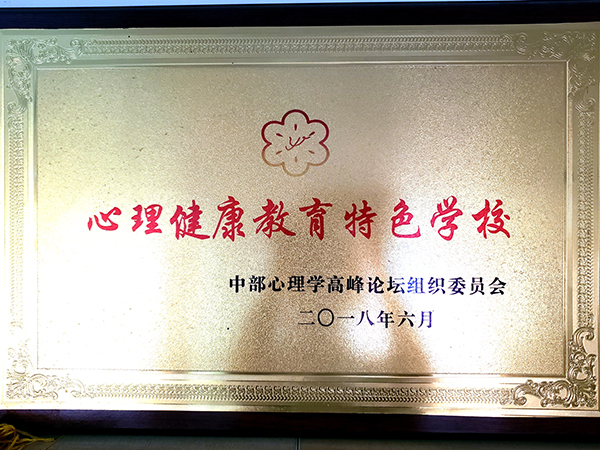 心理健康教育特色学校
中部心理学高峰论坛组织委员会
二〇一八年六月